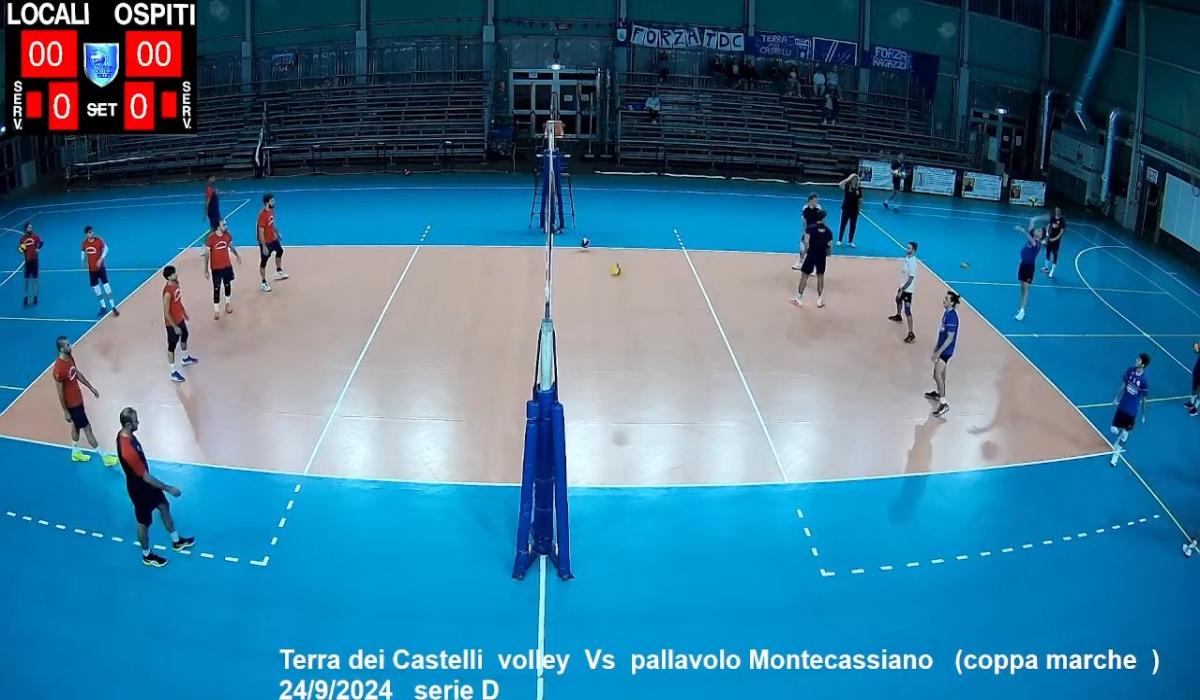 LOCALI OSPITI
00 00
SERV. 0 SET 0 SERV.
FORZA TDC
TERRA
CASTELLI
FORZA
RAGAZZI
Terra dei Castelli volley Vs pallavolo Montecassiano (coppa marche )
24/9/2024 serie D